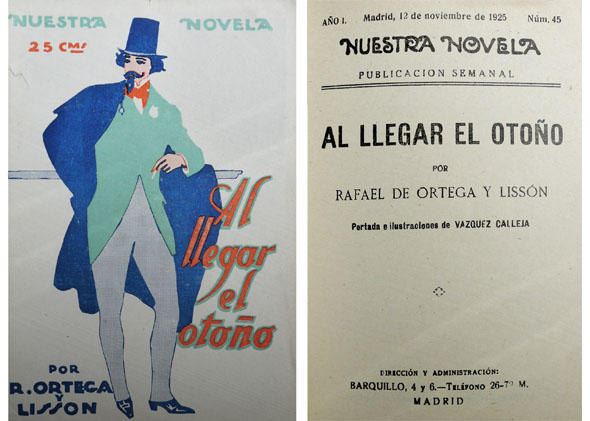 NUESTRA NOVELA
25 CMS
Al
llegar
el
otoño
POR
R. ORTEGA
Y
LISSON
AÑO I. Madrid, 12 de noviembre de 1925 Núm. 45
NUESTRA NOVELA
PUBLICACION SEMANAL
AL LLEGAR EL OTOÑO
POR
RAFAEL DE ORTEGA Y LISSÓN
Portada e ilustraciones de VAZQUEZ CALLEJA
DIRECCIÓN Y ADMINISTRACIÓN:
BARQUILLO, 4 y 6.—TELÉFONO 26-79 M.
MADRID